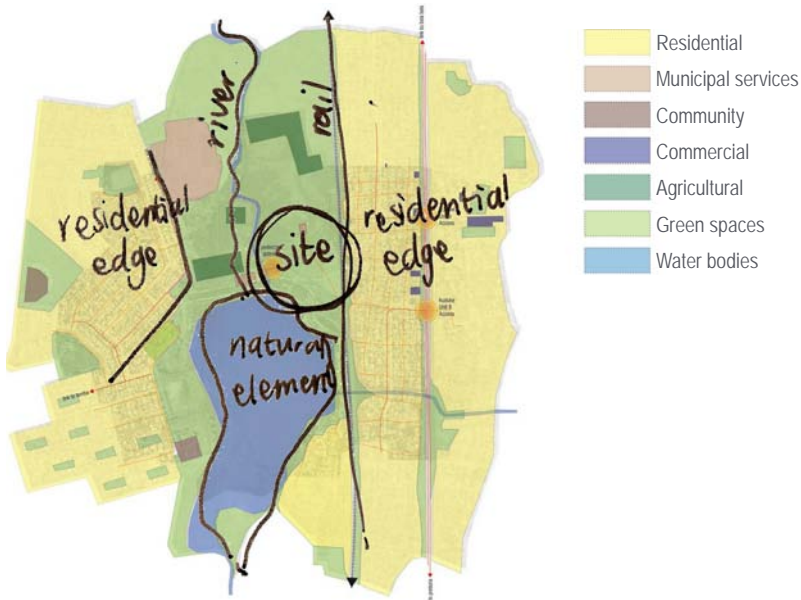 river
rail
residential
edge
site
residential
edge
natural
element
Residential
Municipal services
Community
Commercial
Agricultural
Green spaces
Water bodies